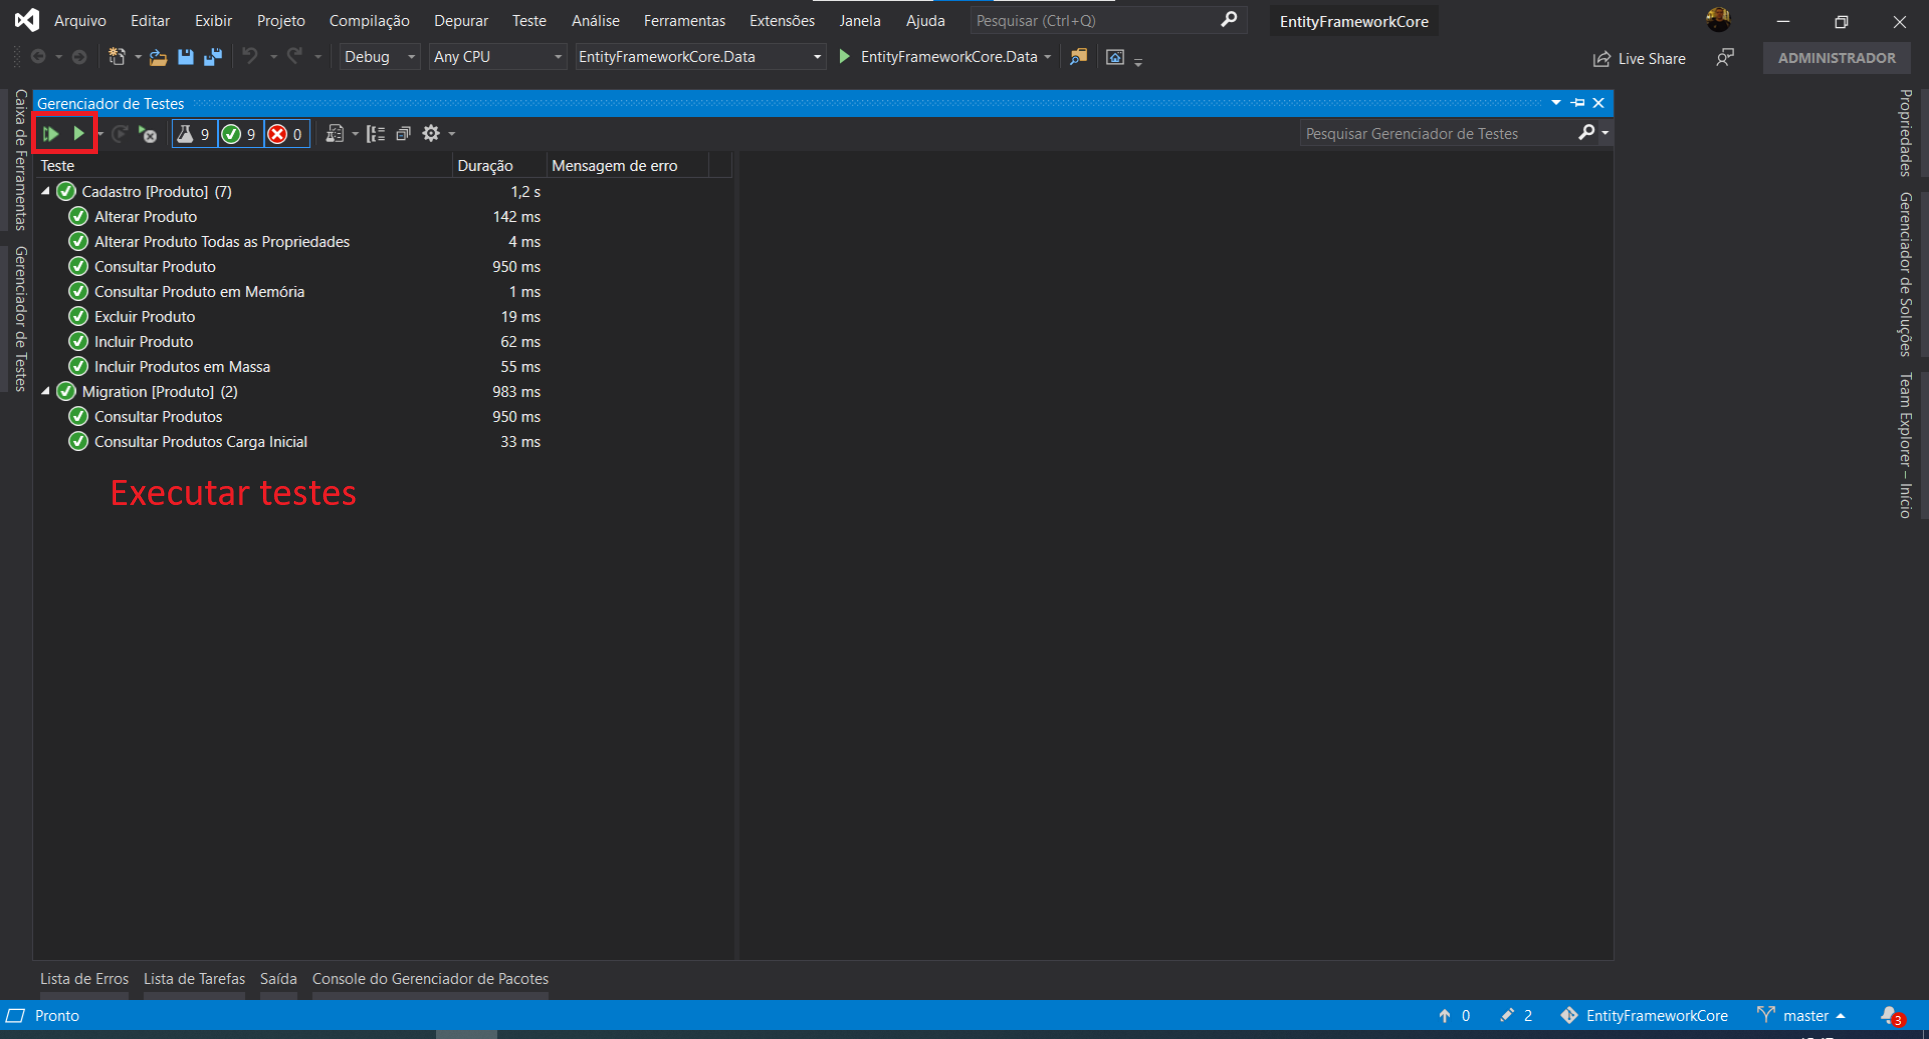 Arquivo Editar Exibir Projeto Compilação Depurar Teste Análise Ferramentas Extensões Janela Ajuda Pesquisar (Ctrl+Q) EntityFrameworkCore
Debug Any CPU EntityFrameworkCore.Data EntityFrameworkCore.Data Live Share ADMINISTRADOR
Caixa de Ferramentas
Gerenciador de Testes
Gerenciador de Testes
9 9 0 Pesquisar Gerenciador de Testes
Teste Duração Mensagem de erro
Cadastro [Produto] (7) 1,2 s
Alterar Produto 142 ms
Alterar Produto Todas as Propriedades 4 ms
Consultar Produto 950 ms
Consultar Produto em Memória 1 ms
Excluir Produto 19 ms
Incluir Produto 62 ms
Incluir Produtos em Massa 55 ms
Migration [Produto] (2) 983 ms
Consultar Produtos 950 ms
Consultar Produtos Carga Inicial 33 ms
Executar testes
Propriedades
Gerenciador de Soluções
Team Explorer – Início
Lista de Erros Lista de Tarefas Saída Console do Gerenciador de Pacotes
Pronto 0 2 EntityFrameworkCore master 3